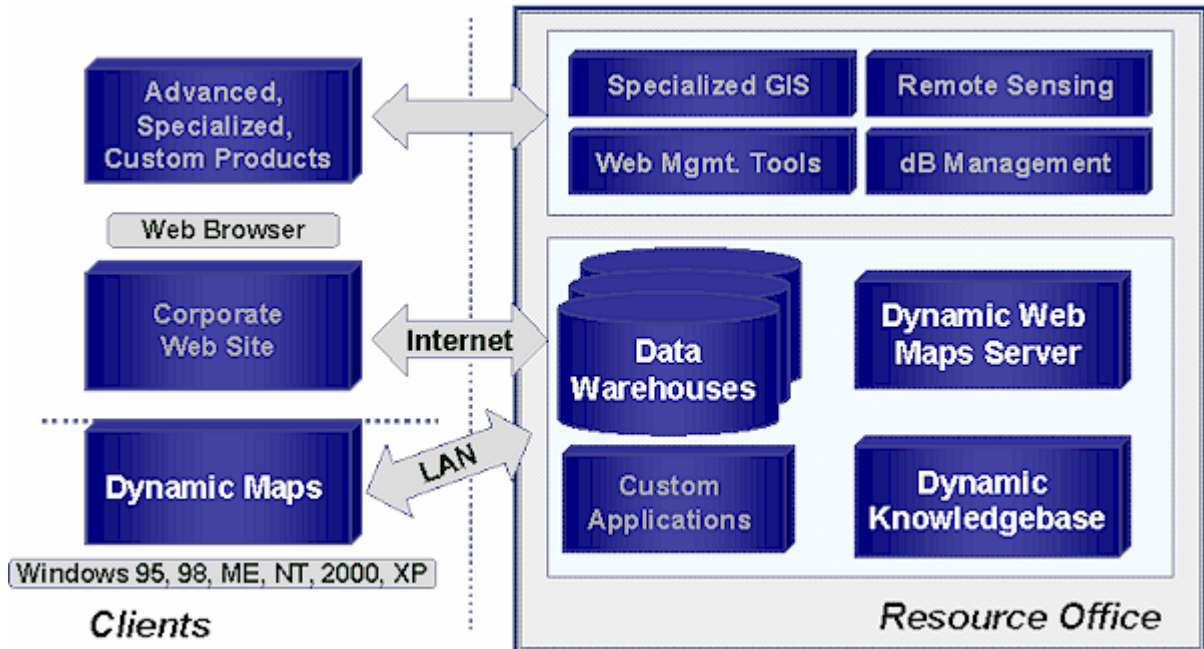 Advanced,
Specialized,
Custom Products
Web Browser
Corporate
Web Site
Dynamic Maps
Windows 95, 98, ME, NT, 2000, XP
Clients
Internet
LAN
Specialized GIS
Remote Sensing
Web Mgmt. Tools
dB Management
Data
Warehouses
Dynamic Web
Maps Server
Custom
Applications
Dynamic
Knowledgebase
Resource Office